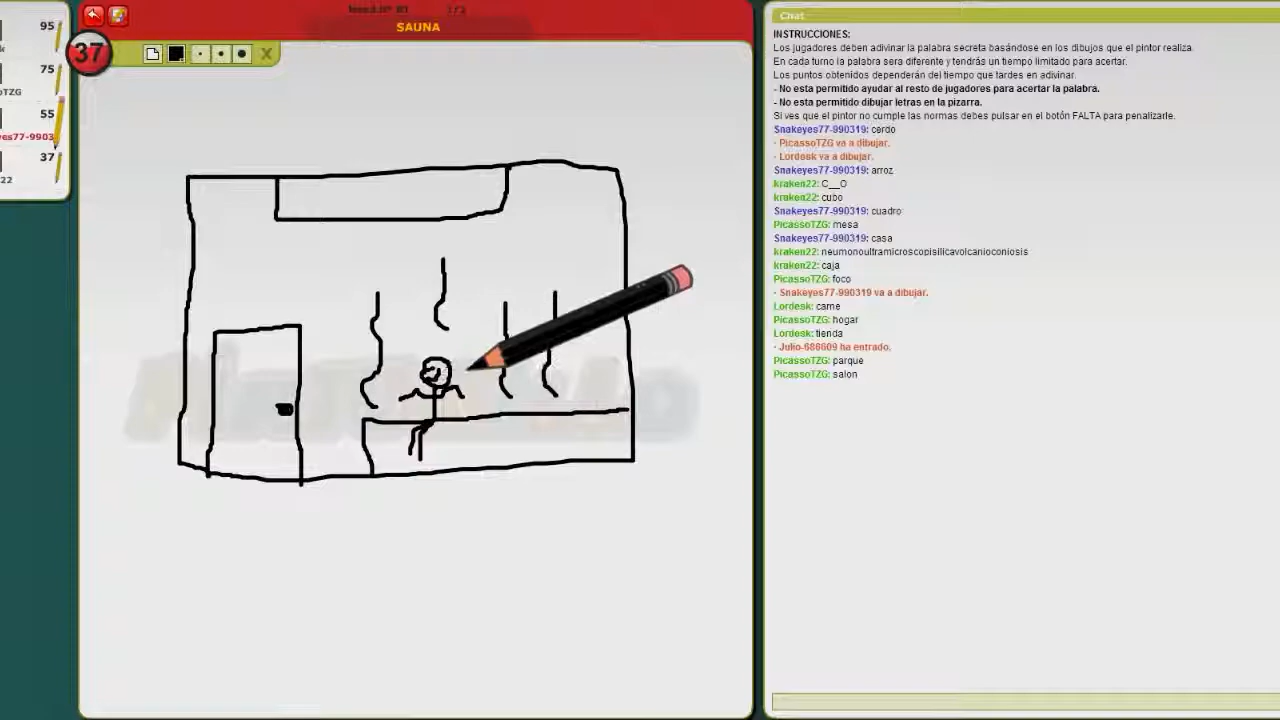 95
k
75
oTZG
55
yes77-9903
37
22
SAUNA
37
X
Chat
INSTRUCCIONES:
Los jugadores deben adivinar la palabra secreta basándose en los dibujos que el pintor realiza.
En cada turno la palabra sera diferente y tendrás un tiempo limitado para acertar.
Los puntos obtenidos dependerán del tiempo que tardes en adivinar.
- No esta permitido ayudar al resto de jugadores para acertar la palabra.
- No esta permitido dibujar letras en la pizarra.
Si ves que el pintor no cumple las normas debes pulsar en el botón FALTA para penalizarle.
Snakeyes77-990319: cerdo
· PicassoTZG va a dibujar.
· Lordesk va a dibujar.
Snakeyes77-990319: arroz
kraken22: C__O
kraken22: cubo
Snakeyes77-990319: cuadro
PicassoTZG: mesa
Snakeyes77-990319: casa
kraken22: neumonoultramicroscopisilicavolcanioconiosis
kraken22: caja
PicassoTZG: foco
· Snakeyes77-990319 va a dibujar.
Lordesk: carne
PicassoTZG: hogar
Lordesk: tienda
· Julio-686609 ha entrado.
PicassoTZG: parque
PicassoTZG: salon